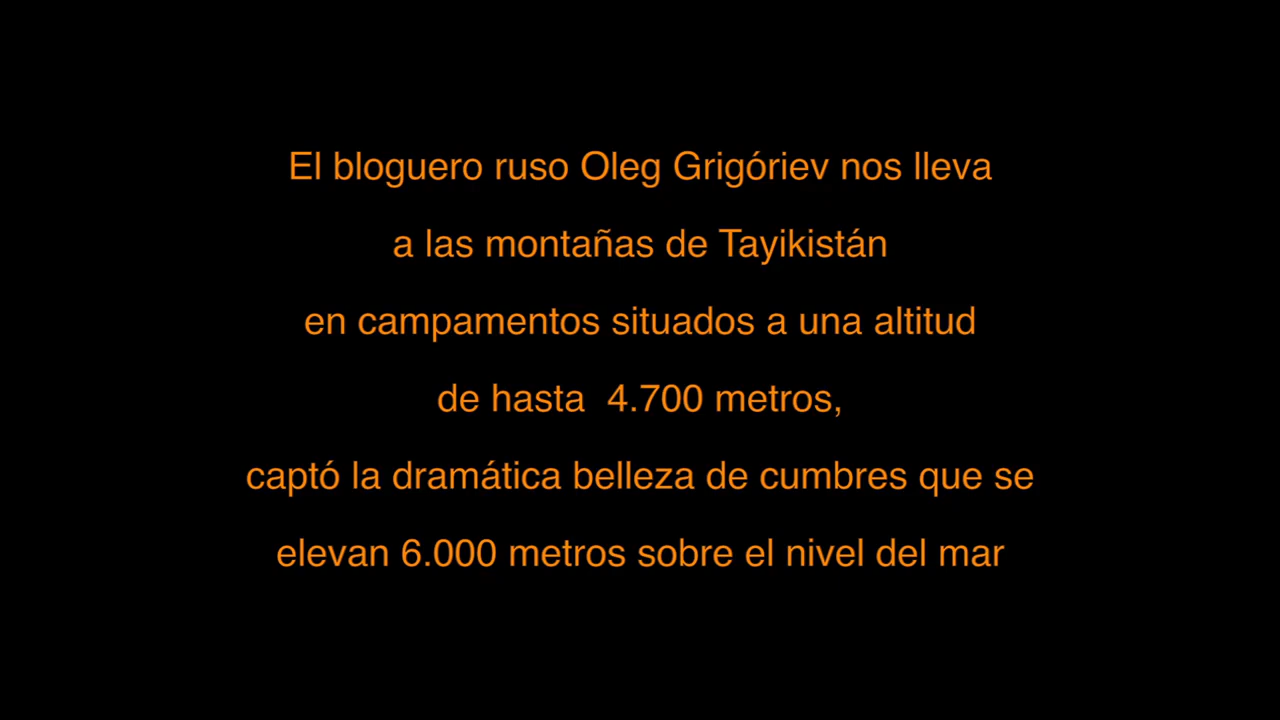 El bloguero ruso Oleg Grigóriev nos lleva
a las montañas de Tayikistán
en campamentos situados a una altitud
de hasta  4.700 metros,
captó la dramática belleza de cumbres que se
elevan 6.000 metros sobre el nivel del mar